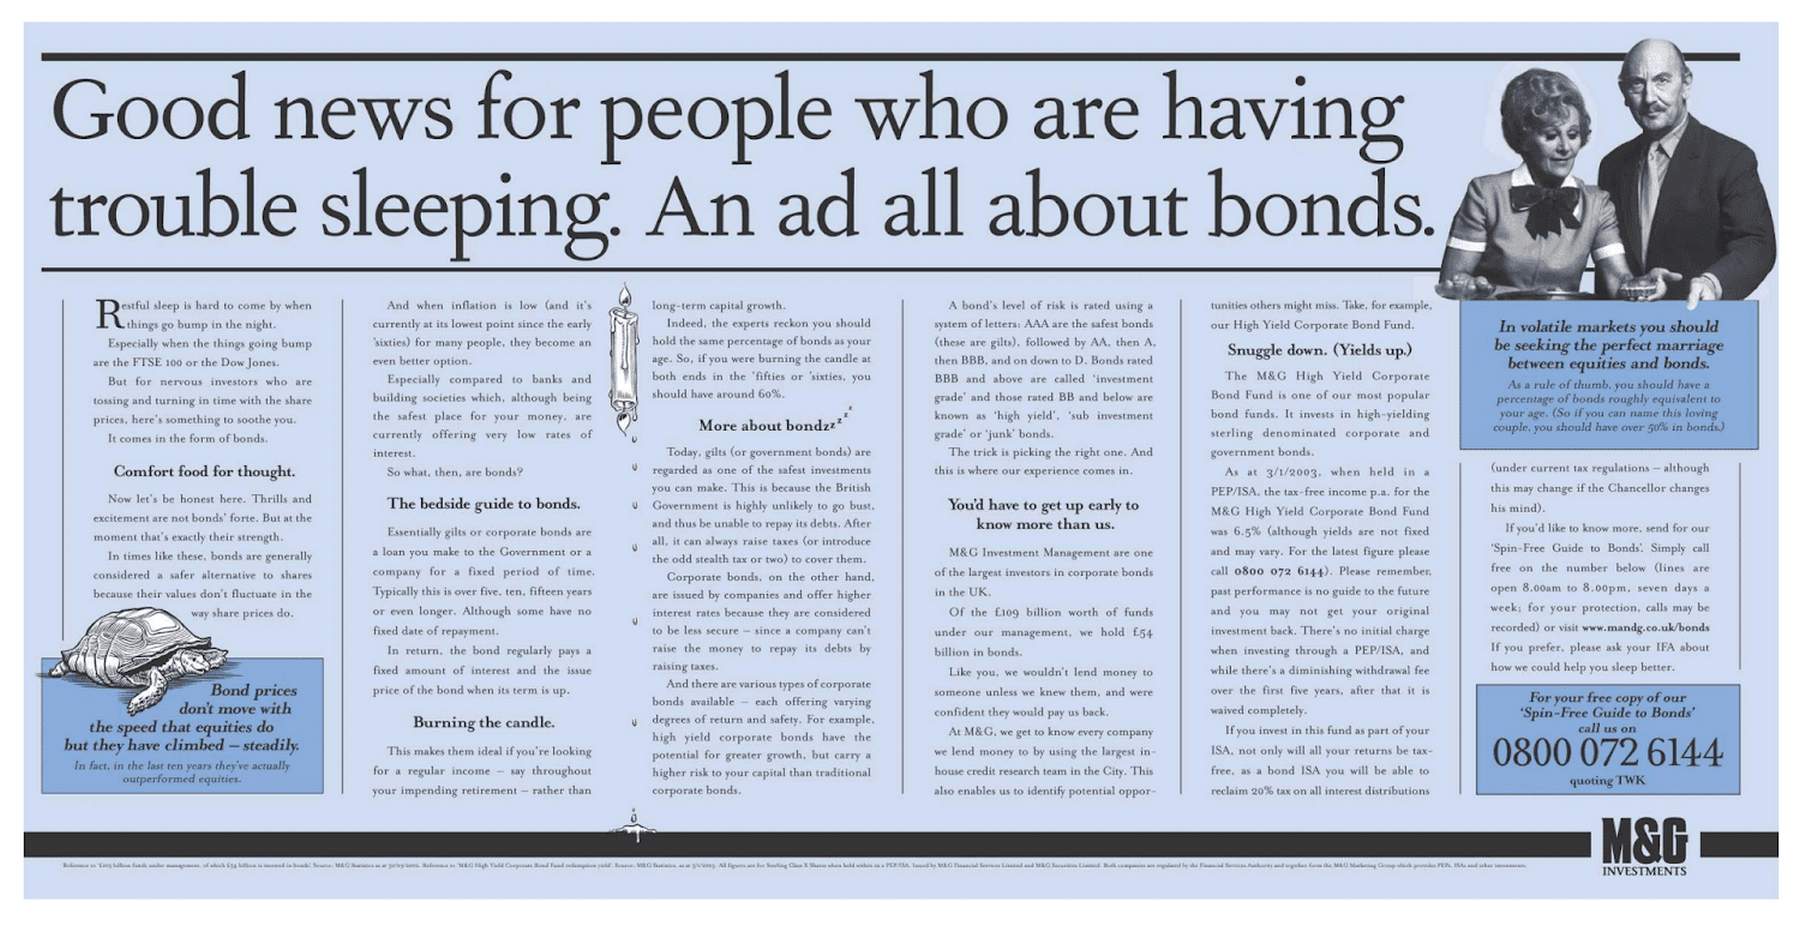 Good news for people who are having
trouble sleeping. An ad all about bonds.
Restful sleep is hard to come by when
things go bump in the night.
Especially when the things going bump
are the FTSE 100 or the Dow Jones.
But for nervous investors who are
tossing and turning in time with the share
prices, here's something to soothe you.
It comes in the form of bonds.
Comfort food for thought.
Now let's be honest here. Thrills and
excitement are not bonds' forte. But at the
moment that's exactly their strength.
In times like these, bonds are generally
considered a safer alternative to shares
because their values don't fluctuate in the
way share prices do.
Bond prices
don't move with
the speed that equities do
but they have climbed – steadily.
In fact, in the last ten years they've actually
outperformed equities.
And when inflation is low (and it's
currently at its lowest point since the early
'sixties) for many people, they become an
even better option.
Especially compared to banks and
building societies which, although being
the safest place for your money, are
currently offering very low rates of
interest.
So what, then, are bonds?
The bedside guide to bonds.
Essentially gilts or corporate bonds are
a loan you make to the Government or a
company for a fixed period of time.
Typically this is over five, ten, fifteen years
or even longer. Although some have no
fixed date of repayment.
In return, the bond regularly pays a
fixed amount of interest and the issue
price of the bond when its term is up.
Burning the candle.
This makes them ideal if you're looking
for a regular income – say throughout
your impending retirement – rather than
long-term capital growth.
Indeed, the experts reckon you should
hold the same percentage of bonds as your
age. So, if you were burning the candle at
both ends in the 'fifties or 'sixties, you
should have around 60%.
More about bondzzzzz
Today, gilts (or government bonds) are
regarded as one of the safest investments
you can make. This is because the British
Government is highly unlikely to go bust,
and thus be unable to repay its debts. After
all, it can always raise taxes (or introduce
the odd stealth tax or two) to cover them.
Corporate bonds, on the other hand,
are issued by companies and offer higher
interest rates because they are considered
to be less secure – since a company can't
raise the money to repay its debts by
raising taxes.
And there are various types of corporate
bonds available – each offering varying
degrees of return and safety. For example,
high yield corporate bonds have the
potential for greater growth, but carry a
higher risk to your capital than traditional
corporate bonds.
A bond's level of risk is rated using a
system of letters: AAA are the safest bonds
(these are gilts), followed by AA, then A,
then BBB, and on down to D. Bonds rated
BBB and above are called 'investment
grade' and those rated BB and below are
known as 'high yield', 'sub investment
grade' or 'junk' bonds.
The trick is picking the right one. And
this is where our experience comes in.
You'd have to get up early to
know more than us.
M&G Investment Management are one
of the largest investors in corporate bonds
in the UK.
Of the £109 billion worth of funds
under our management, we hold £54
billion in bonds.
Like you, we wouldn't lend money to
someone unless we knew them, and were
confident they would pay us back.
At M&G, we get to know every company
we lend money to by using the largest in-
house credit research team in the City. This
also enables us to identify potential oppor-
tunities others might miss. Take, for example,
our High Yield Corporate Bond Fund.
Snuggle down. (Yields up.)
The M&G High Yield Corporate
Bond Fund is one of our most popular
bond funds. It invests in high-yielding
sterling denominated corporate and
government bonds.
As at 3/1/2003, when held in a
PEP/ISA, the tax-free income p.a. for the
M&G High Yield Corporate Bond Fund
was 6.5% (although yields are not fixed
and may vary. For the latest figure please
call 0800 072 6144). Please remember,
past performance is no guide to the future
and you may not get your original
investment back. There's no initial charge
when investing through a PEP/ISA, and
while there's a diminishing withdrawal fee
over the first five years, after that it is
waived completely.
If you invest in this fund as part of your
ISA, not only will all your returns be tax-
free, as a bond ISA you will be able to
reclaim 20% tax on all interest distributions
In volatile markets you should
be seeking the perfect marriage
between equities and bonds.
As a rule of thumb, you should have a
percentage of bonds roughly equivalent to
your age. (So if you can name this loving
couple, you should have over 50% in bonds.)
(under current tax regulations – although
this may change if the Chancellor changes
his mind).
If you'd like to know more, send for our
'Spin-Free Guide to Bonds'. Simply call
free on the number below (lines are
open 8.00am to 8.00pm, seven days a
week; for your protection, calls may be
recorded) or visit www.mandg.co.uk/bonds
If you prefer, please ask your IFA about
how we could help you sleep better.
For your free copy of our
'Spin-Free Guide to Bonds'
call us on
0800 072 6144
quoting TWK
M&G
INVESTMENTS